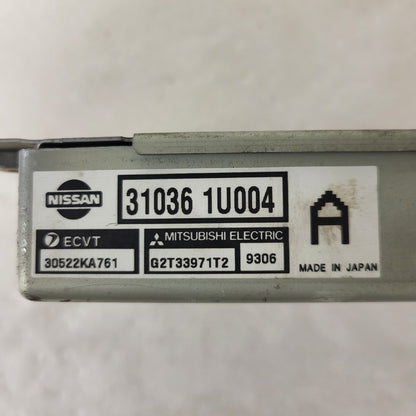 NISSAN
31036 1U004
A
ECVT
30522KA761
MITSUBISHI ELECTRIC
G2T33971T2
9306
MADE IN JAPAN